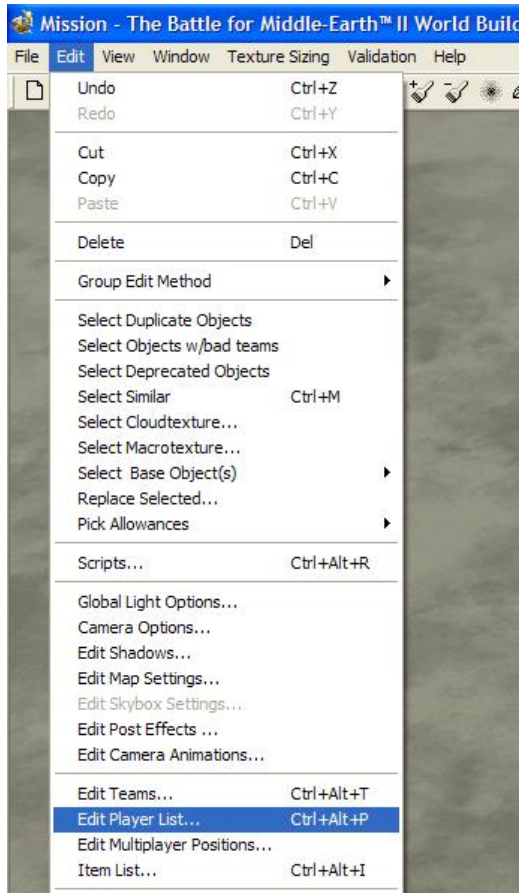 Mission - The Battle for Middle-Earth™ II World Build
File Edit View Window Texture Sizing Validation Help
Undo Ctrl+Z
Redo Ctrl+Y
Cut Ctrl+X
Copy Ctrl+C
Paste Ctrl+V
Delete Del
Group Edit Method
Select Duplicate Objects
Select Objects w/bad teams
Select Deprecated Objects
Select Similar Ctrl+M
Select Cloudtexture...
Select Macrotexture...
Select Base Object(s)
Replace Selected...
Pick Allowances
Scripts... Ctrl+Alt+R
Global Light Options...
Camera Options...
Edit Shadows...
Edit Map Settings...
Edit Skybox Settings...
Edit Post Effects ...
Edit Camera Animations...
Edit Teams... Ctrl+Alt+T
Edit Player List... Ctrl+Alt+P
Edit Multiplayer Positions...
Item List... Ctrl+Alt+I